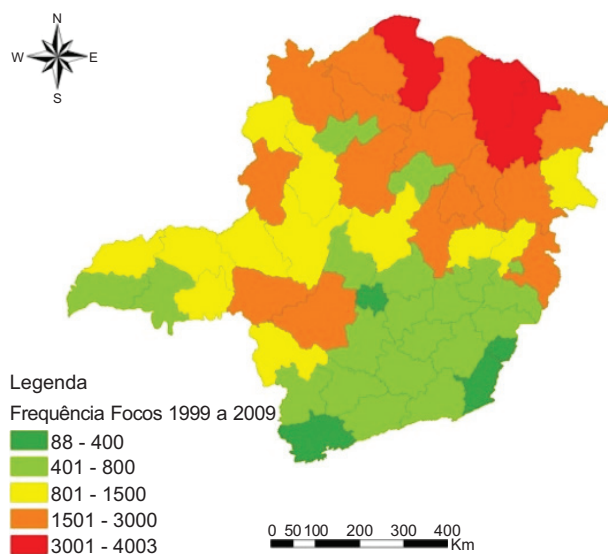 N
W E
S
Legenda
Frequência Focos 1999 a 2009
88 - 400
401 - 800
801 - 1500
1501 - 3000
3001 - 4003
0 50 100 200 300 400
Km